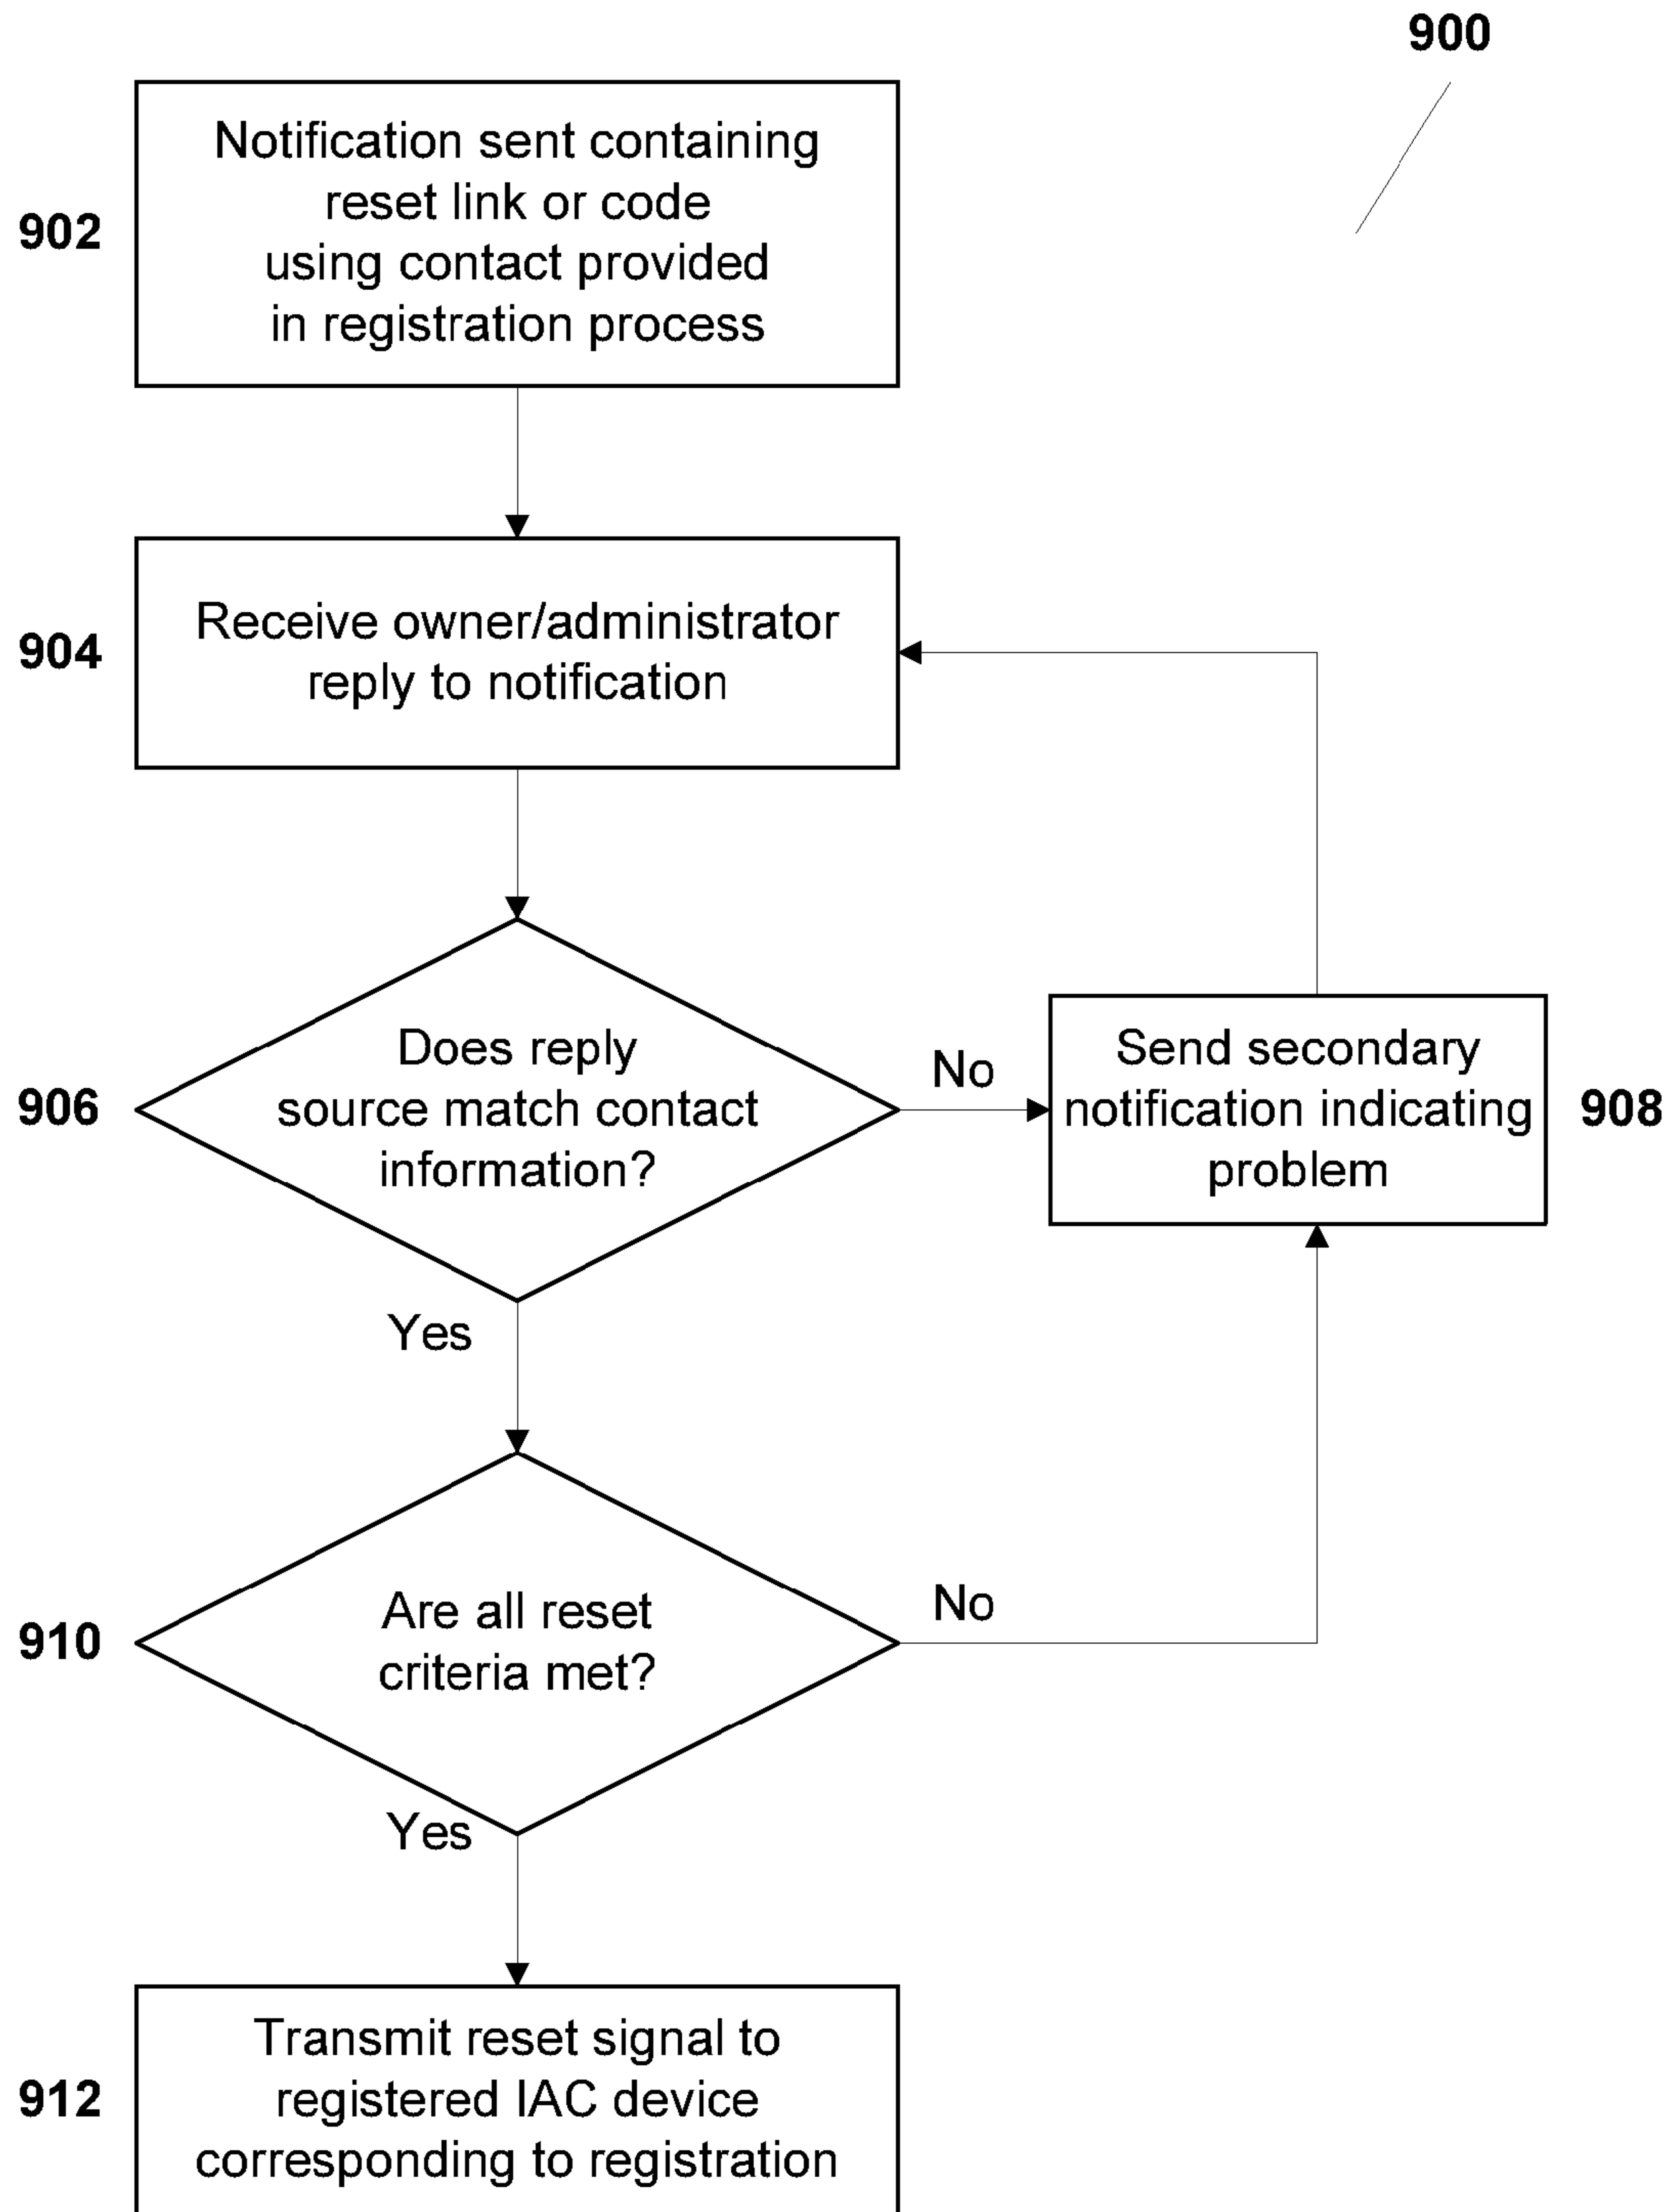 900
902
Notification sent containing
reset link or code
using contact provided
in registration process
904
Receive owner/administrator
reply to notification
906
Does reply
source match contact
information?
No
Send secondary
notification indicating
problem
908
Yes
910
Are all reset
criteria met?
No
Yes
912
Transmit reset signal to
registered IAC device
corresponding to registration